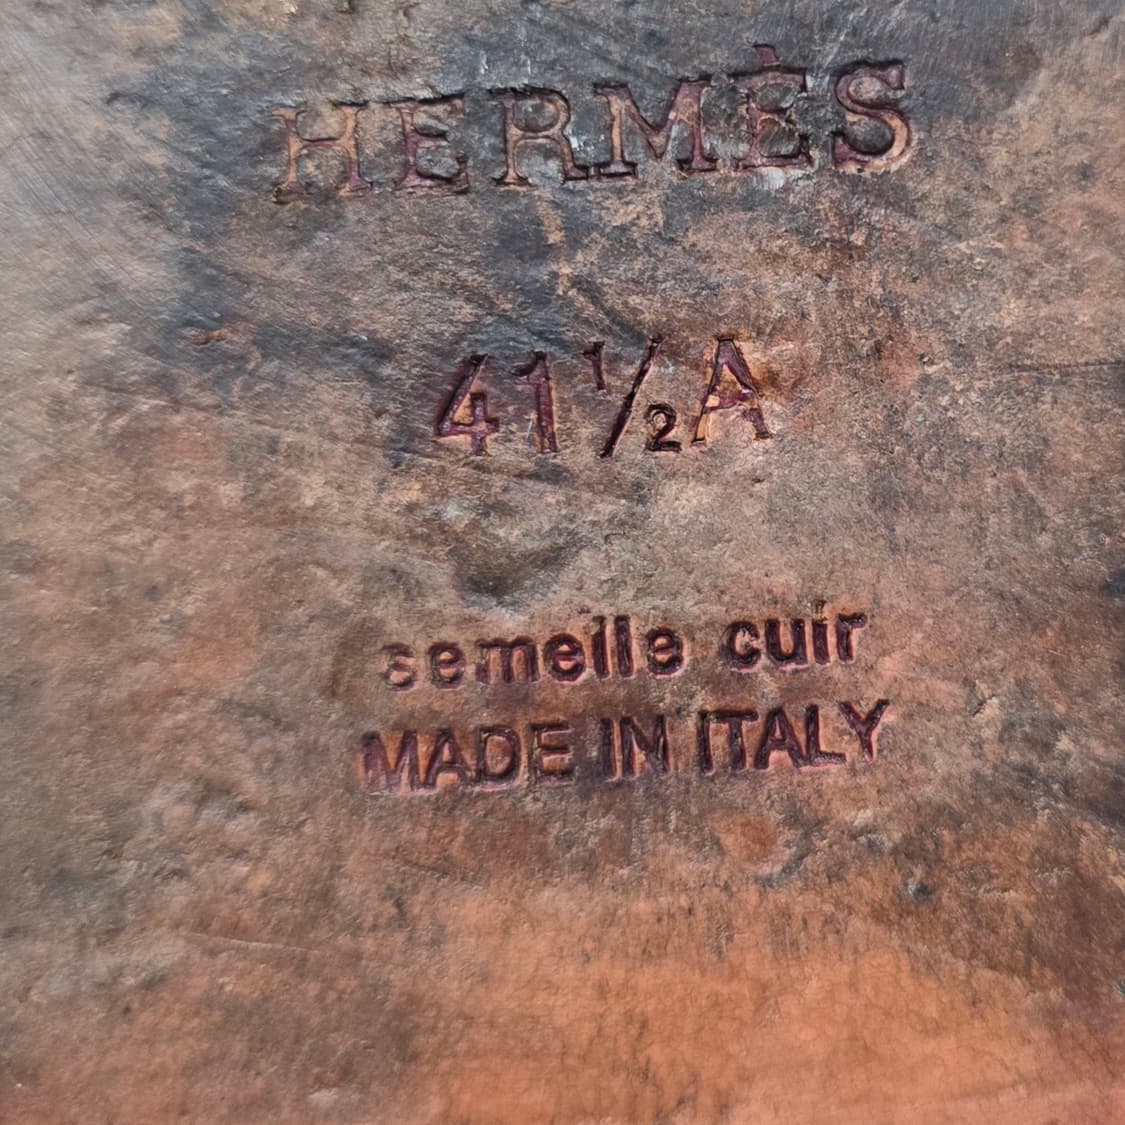 HERMÈS
41½A
semelle cuir
MADE IN ITALY